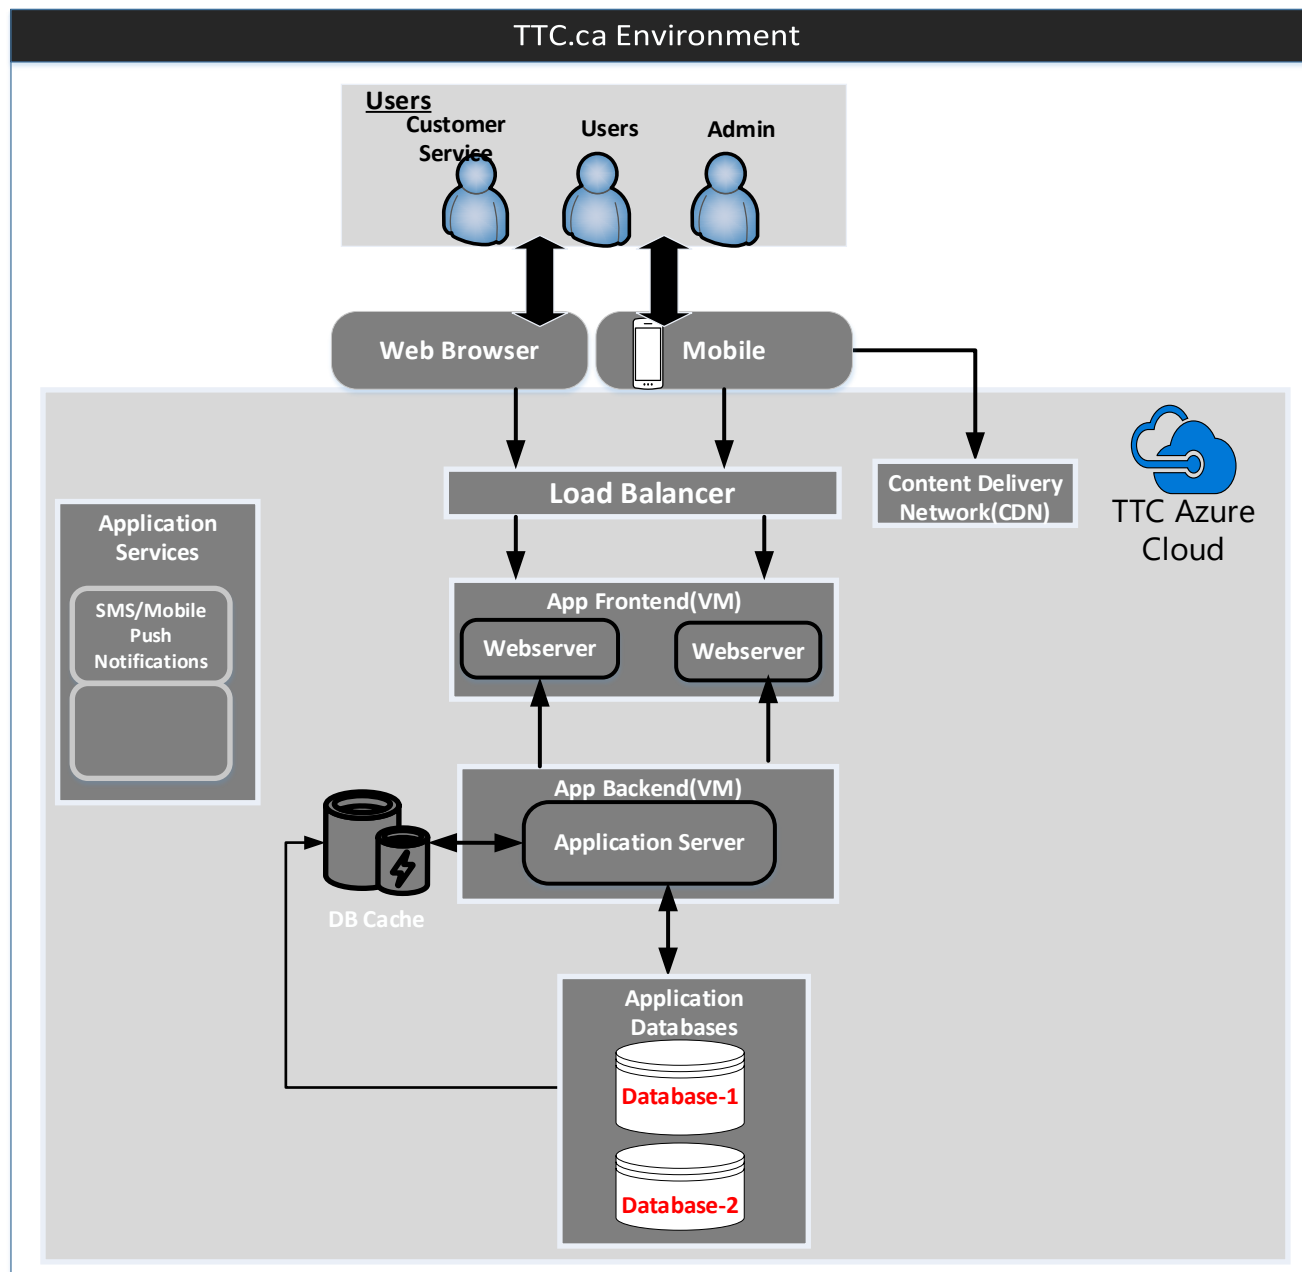 TTC.ca Environment
Users
Customer
Service
Users
Admin
Web Browser
Mobile
Load Balancer
Content Delivery
Network(CDN)
TTC Azure
Cloud
Application
Services
SMS/Mobile
Push
Notifications
App Frontend(VM)
Webserver
Webserver
App Backend(VM)
Application Server
DB Cache
Application
Databases
Database-1
Database-2